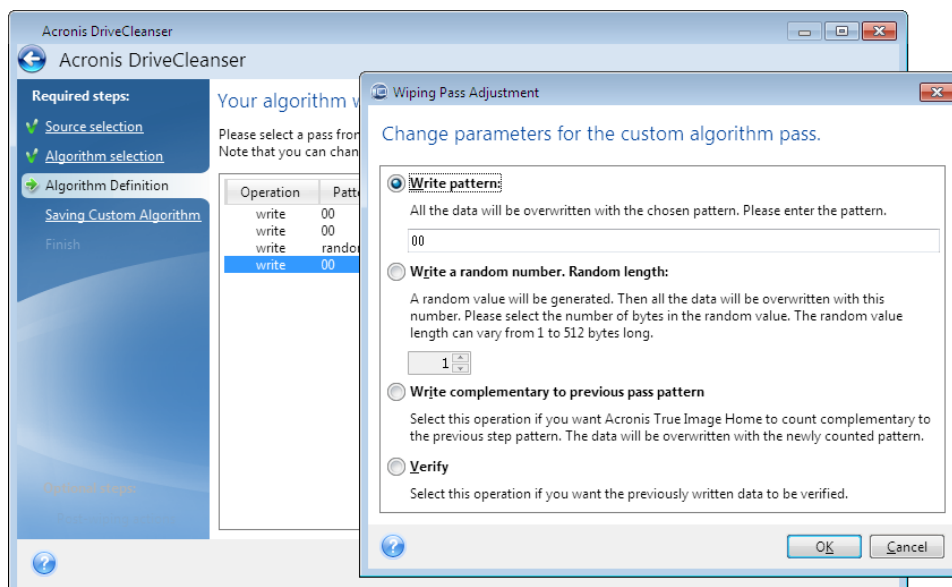 Acronis DriveCleanser
Acronis DriveCleanser
Required steps:
Source selection
Algorithm selection
Algorithm Definition
Saving Custom Algorithm
Finish
Your algorithm
Please select a pass from
Note that you can chan
Operation Patte
write 00
write 00
write random
write 00
Wiping Pass Adjustment
Change parameters for the custom algorithm pass.
Write pattern:
All the data will be overwritten with the chosen pattern. Please enter the pattern.
00
Write a random number. Random length:
A random value will be generated. Then all the data will be overwritten with this
number. Please select the number of bytes in the random value. The random value
length can vary from 1 to 512 bytes long.
1
Write complementary to previous pass pattern
Select this operation if you want Acronis True Image Home to count complementary to
the previous step pattern. The data will be overwritten with the newly counted pattern.
Verify
Select this operation if you want the previously written data to be verified.
OK
Cancel